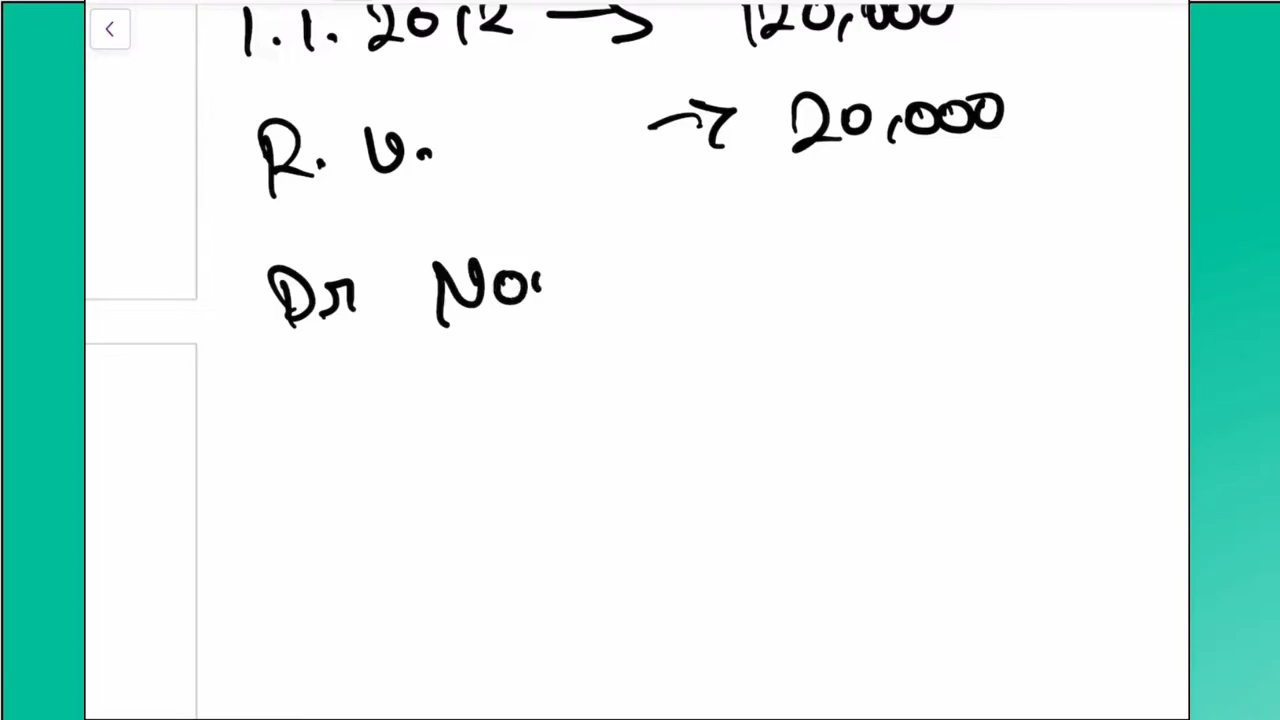 1.1.2012 → 120,000
R.V. → 20,000
Dr No